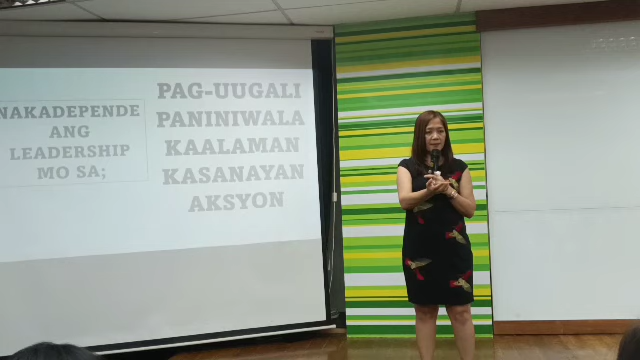 NAKADEPENDE
ANG
LEADERSHIP
MO SA;
PAG-UUGALI
PANINIWALA
KAALAMAN
KASANAYAN
AKSYON